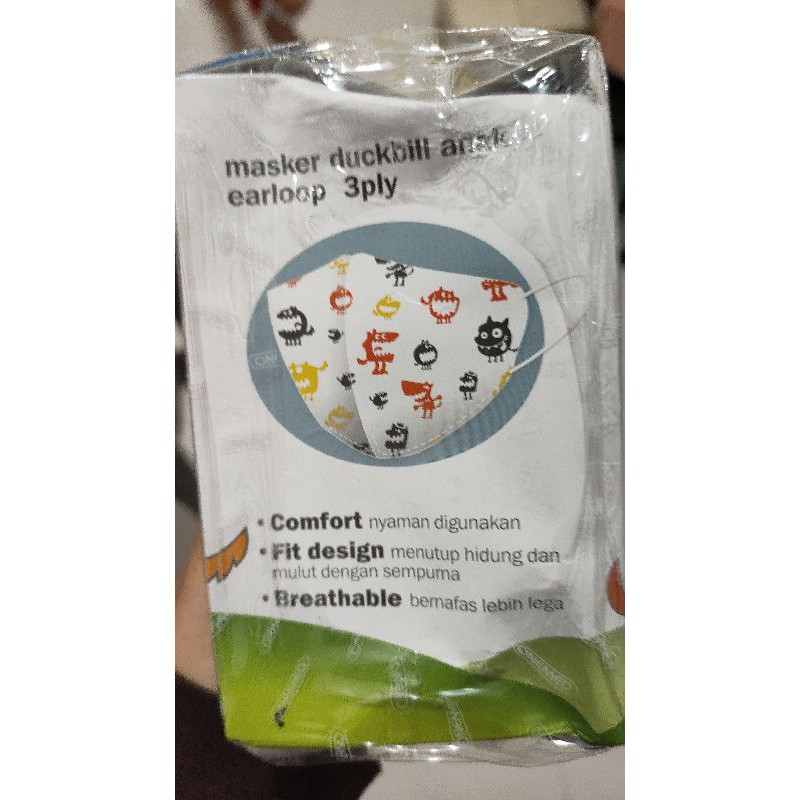 masker duckbill anak
earloop 3ply
• Comfort nyaman digunakan
• Fit design menutup hidung dan
mulut dengan sempurna
• Breathable bernafas lebih lega